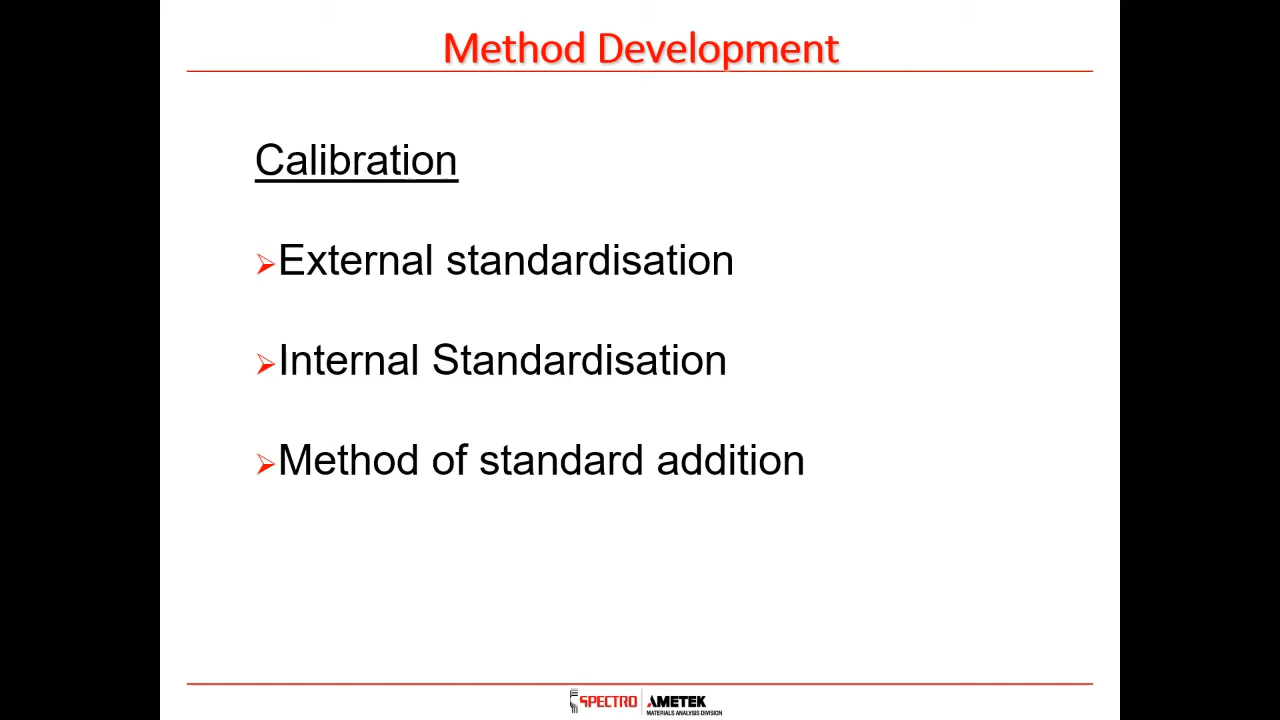 Method Development
Calibration
External standardisation
Internal Standardisation
Method of standard addition
SPECTRO
AMETEK
MATERIALS ANALYSIS DIVISION